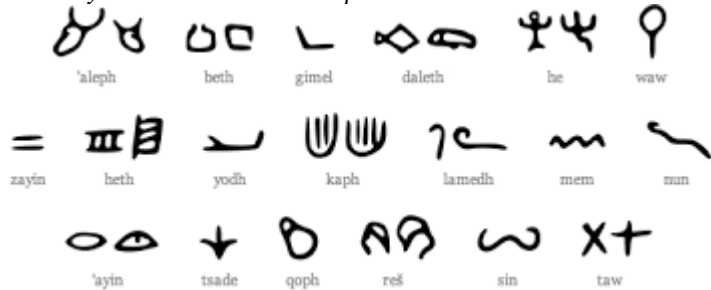 'aleph beth gimel daleth he waw
zayin heth yodh kaph lamedh mem nun
'ayin tsade qoph reš sin taw